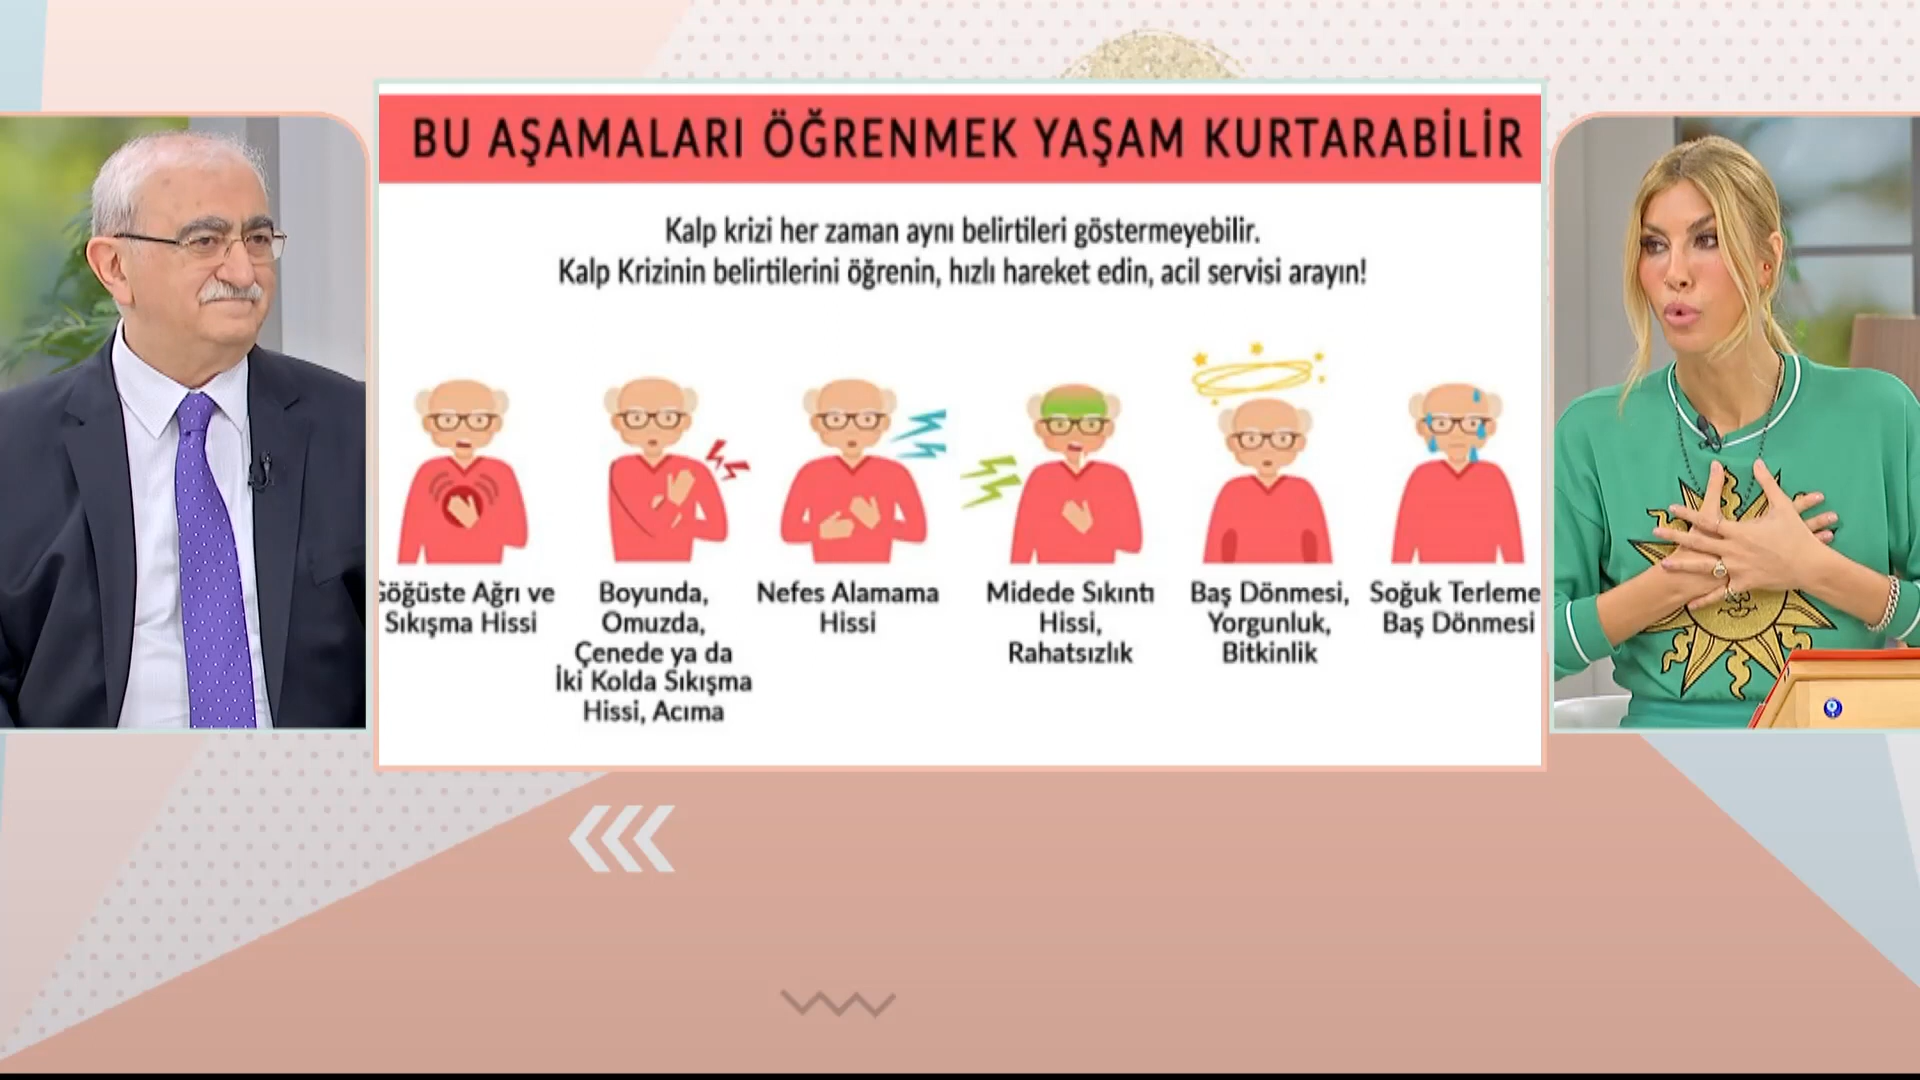 BU AŞAMALARI ÖĞRENMEK YAŞAM KURTARABİLİR
Kalp krizi her zaman aynı belirtileri göstermeyebilir.
Kalp Krizinin belirtilerini öğrenin, hızlı hareket edin, acil servisi arayın!
Göğüste Ağrı ve
Sıkışma Hissi
Boyunda,
Omuzda,
Çenede ya da
İki Kolda Sıkışma
Hissi, Acıma
Nefes Alamama
Hissi
Midede Sıkıntı
Hissi,
Rahatsızlık
Baş Dönmesi,
Yorgunluk,
Bitkinlik
Soğuk Terleme
Baş Dönmesi